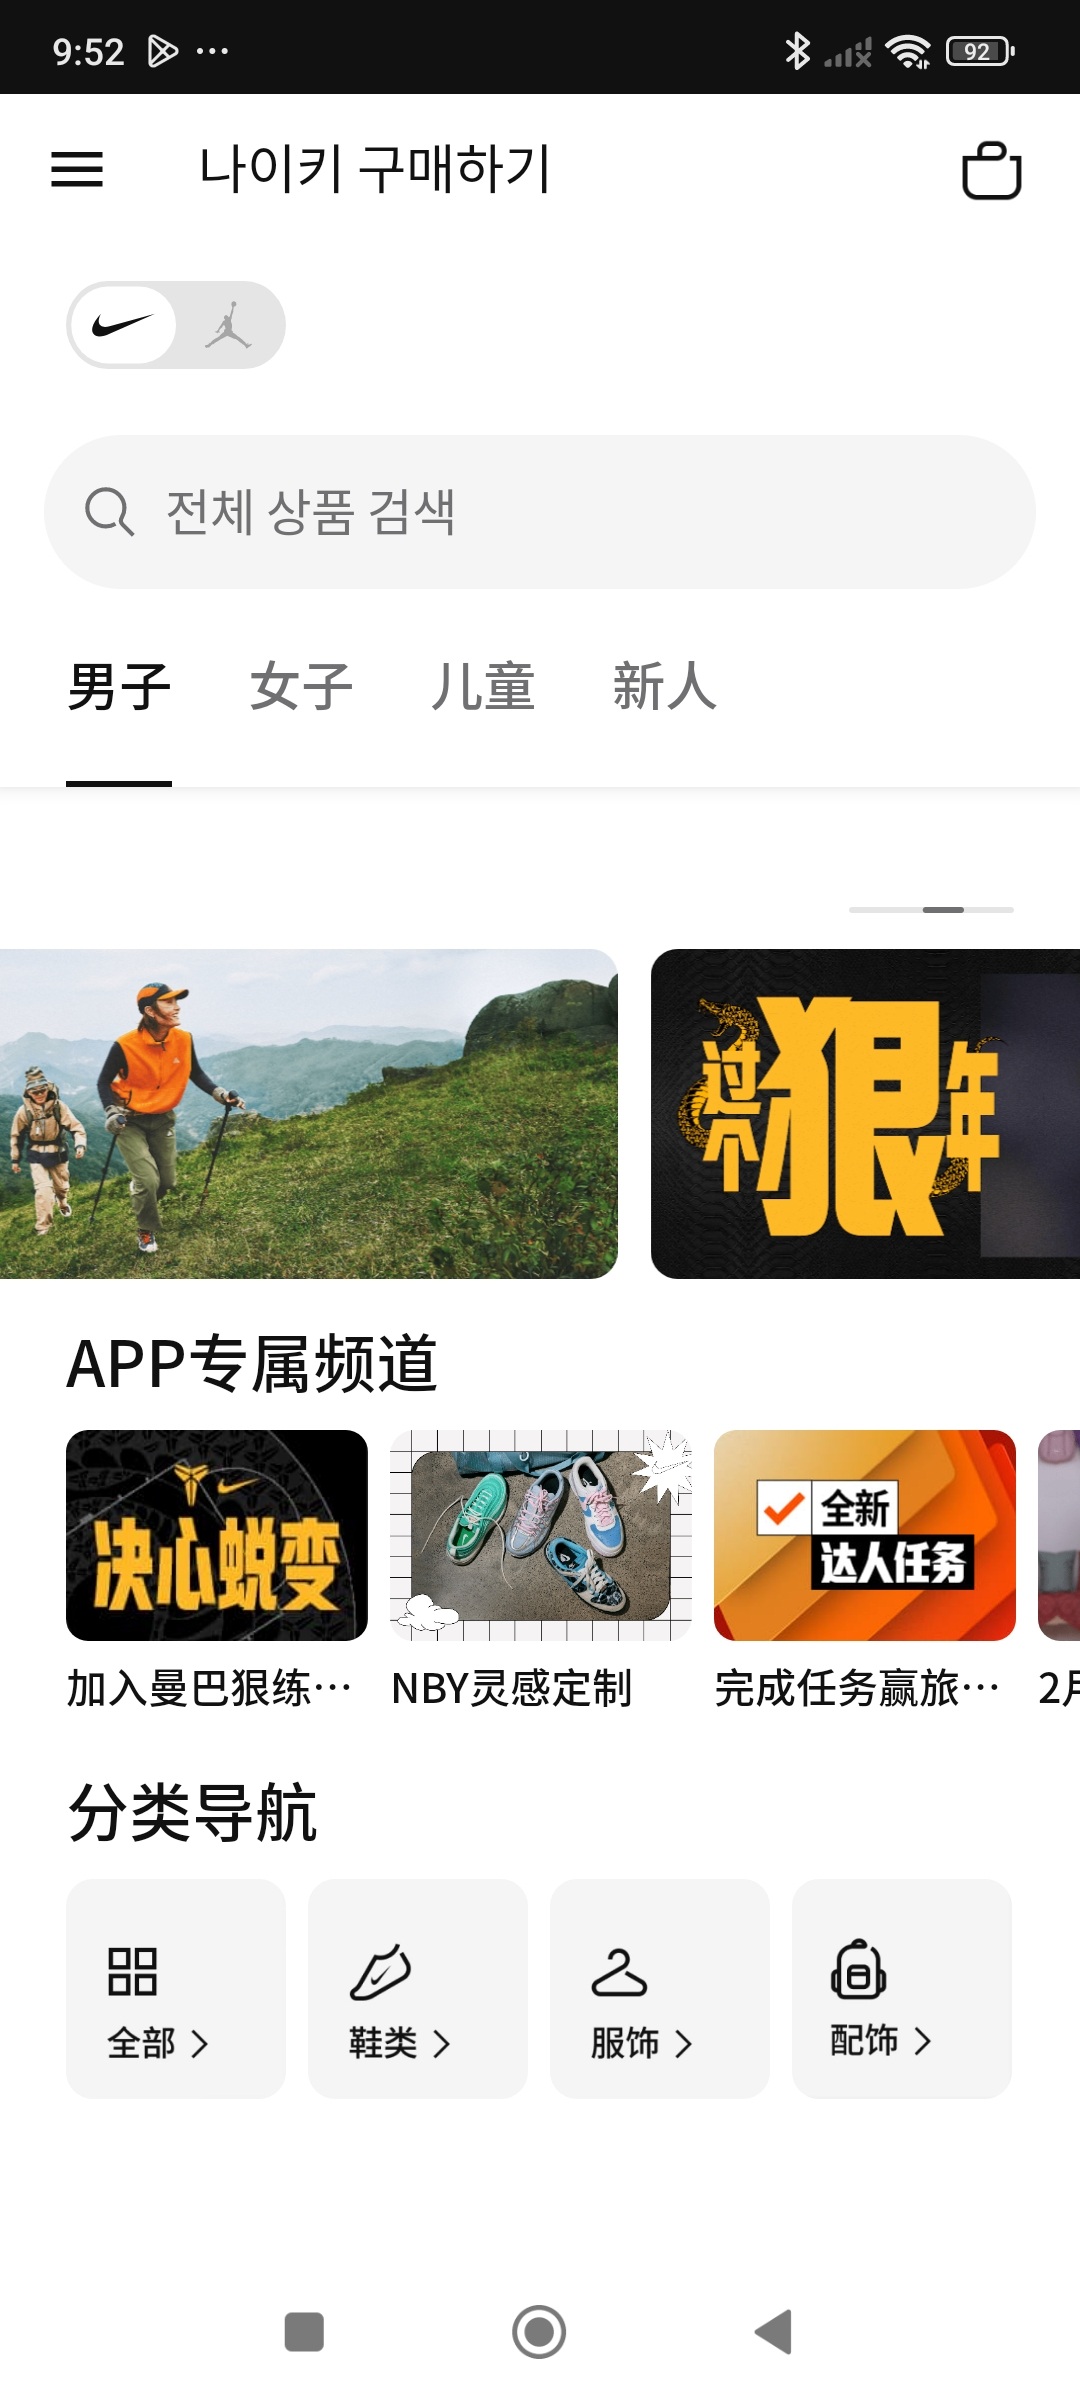 9:52
92
나이키 구매하기
전체 상품 검색
男子 女子 儿童 新人
过个狠年
APP专属频道
决心蜕变
全新
达人任务
加入曼巴狠练… NBY灵感定制 完成任务赢旅… 2月
分类导航
全部 鞋类 服饰 配饰